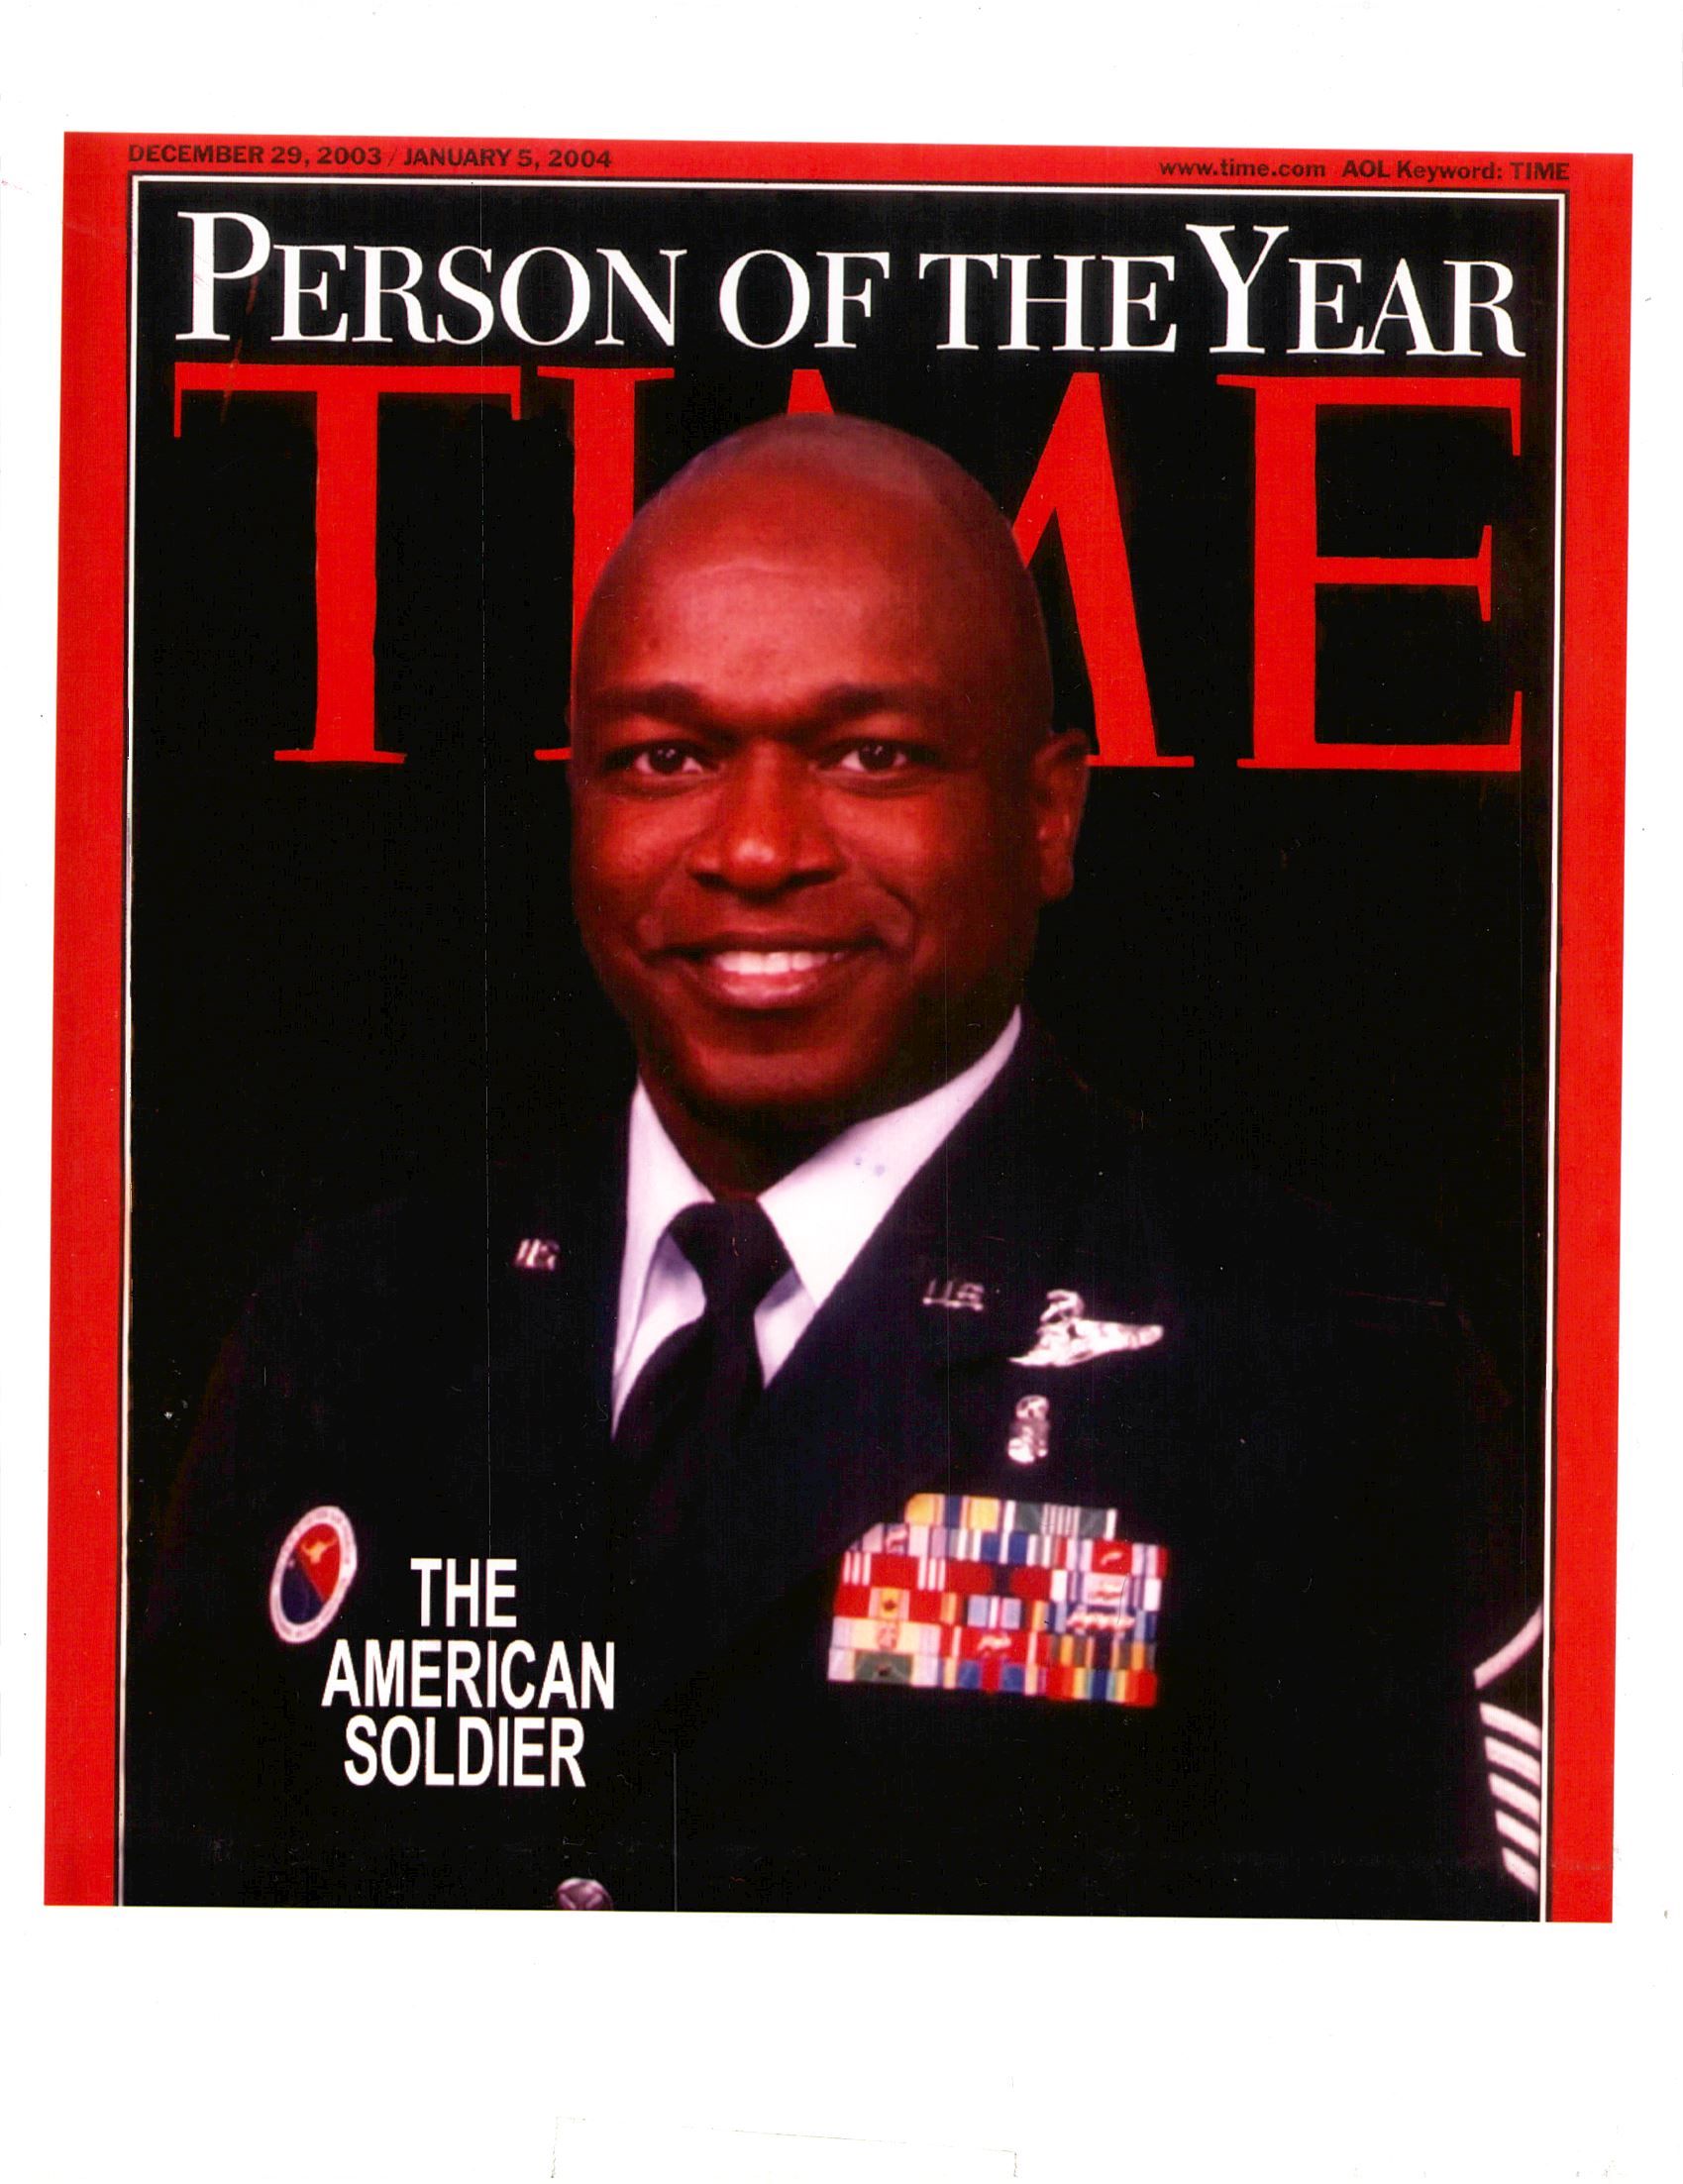 DECEMBER 29, 2003 / JANUARY 5, 2004
www.time.com AOL Keyword: TIME
PERSON OF THE YEAR
TIME
U.S.
U.S.
THE
AMERICAN
SOLDIER